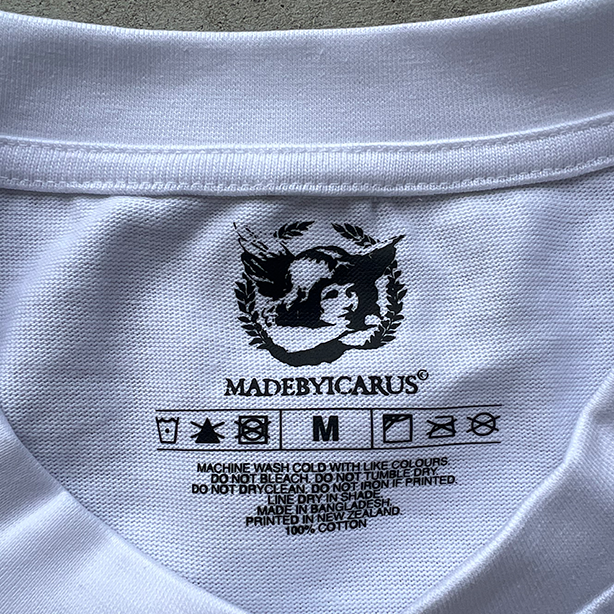 MADEBYICARUS©
M
MACHINE WASH COLD WITH LIKE COLOURS.
DO NOT BLEACH. DO NOT TUMBLE DRY.
DO NOT DRYCLEAN. DO NOT IRON IF PRINTED.
LINE DRY IN SHADE.
MADE IN BANGLADESH.
PRINTED IN NEW ZEALAND.
100% COTTON